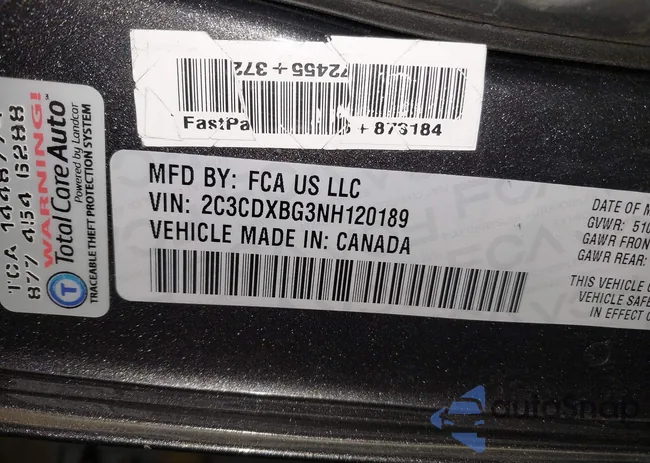 72455+372
FastPa
+ 873184
TCA
877 454 6288
WARNING!
Total Care Auto
Powered by Landcar
TRACEABLE THEFT PROTECTION SYSTEM
T
MFD BY: FCA US LLC
VIN: 2C3CDXBG3NH120189
VEHICLE MADE IN: CANADA
DATE OF M
GVWR: 510
GAWR FRON
GAWR REAR:
THIS VEHICLE
VEHICLE SAFE
IN EFFECT
autoSnap